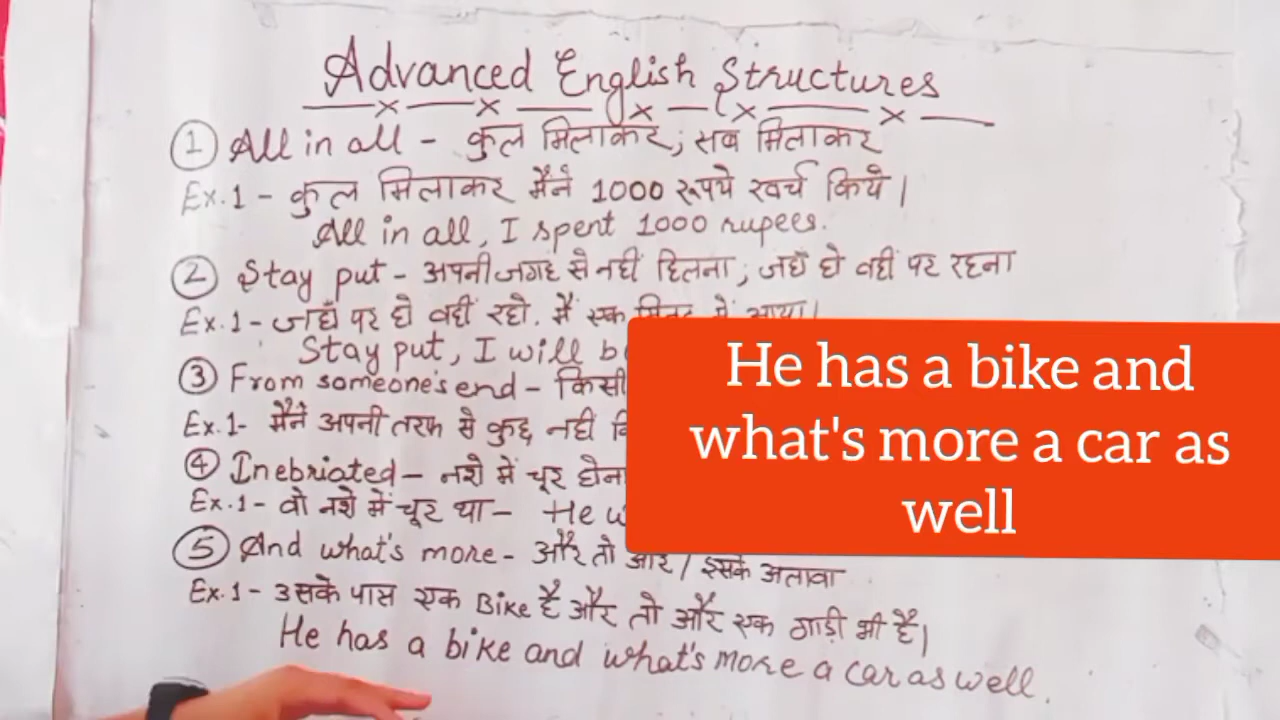 Advanced English Structures
① All in all - कुल मिलाकर, सब मिलाकर
Ex.1 - कुल मिलाकर मैंने 1000 रूपये खर्च किये।
All in all, I spent 1000 rupees.
② Stay put - अपनी जगह से नहीं हिलना, जहाँ हो वहीं पर रहना
Ex.1 - जहाँ पर हो वहीं रहो. मैं एक मिनट में आया।
Stay put, I will
③ From someone's end - किसी
Ex.1- मैंने अपनी तरफ से कुछ नहीं
④ Inebriated - नशे में चूर होना
Ex.1 - वो नशे में चूर था - He
⑤ And what's more - और तो और / इसके अलावा
Ex.1 - उसके पास एक Bike है और तो और एक गाड़ी भी है।
He has a bike and what's more a car as well.
He has a bike and
what's more a car as
well